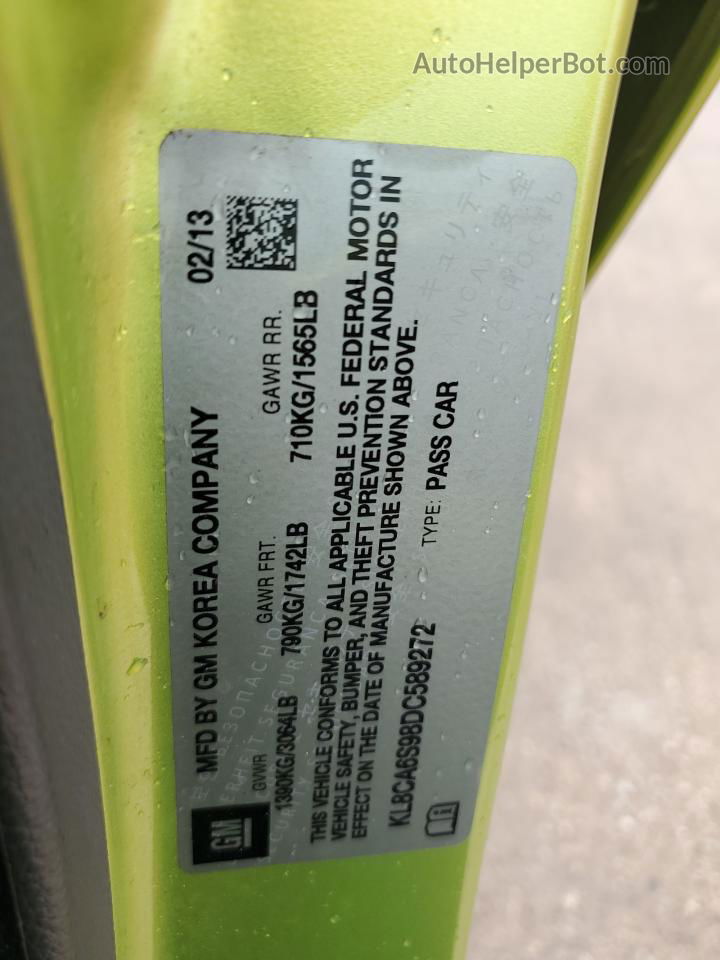 AutoHelperBot.com
MFD BY GM KOREA COMPANY 02/13
GVWR GAWR FRT. GAWR RR.
1390KG/3064LB 790KG/1742LB 710KG/1565LB
THIS VEHICLE CONFORMS TO ALL APPLICABLE U.S. FEDERAL MOTOR
VEHICLE SAFETY, BUMPER, AND THEFT PREVENTION STANDARDS IN
EFFECT ON THE DATE OF MANUFACTURE SHOWN ABOVE.
KL8CA6S98DC589272 TYPE: PASS CAR
GM